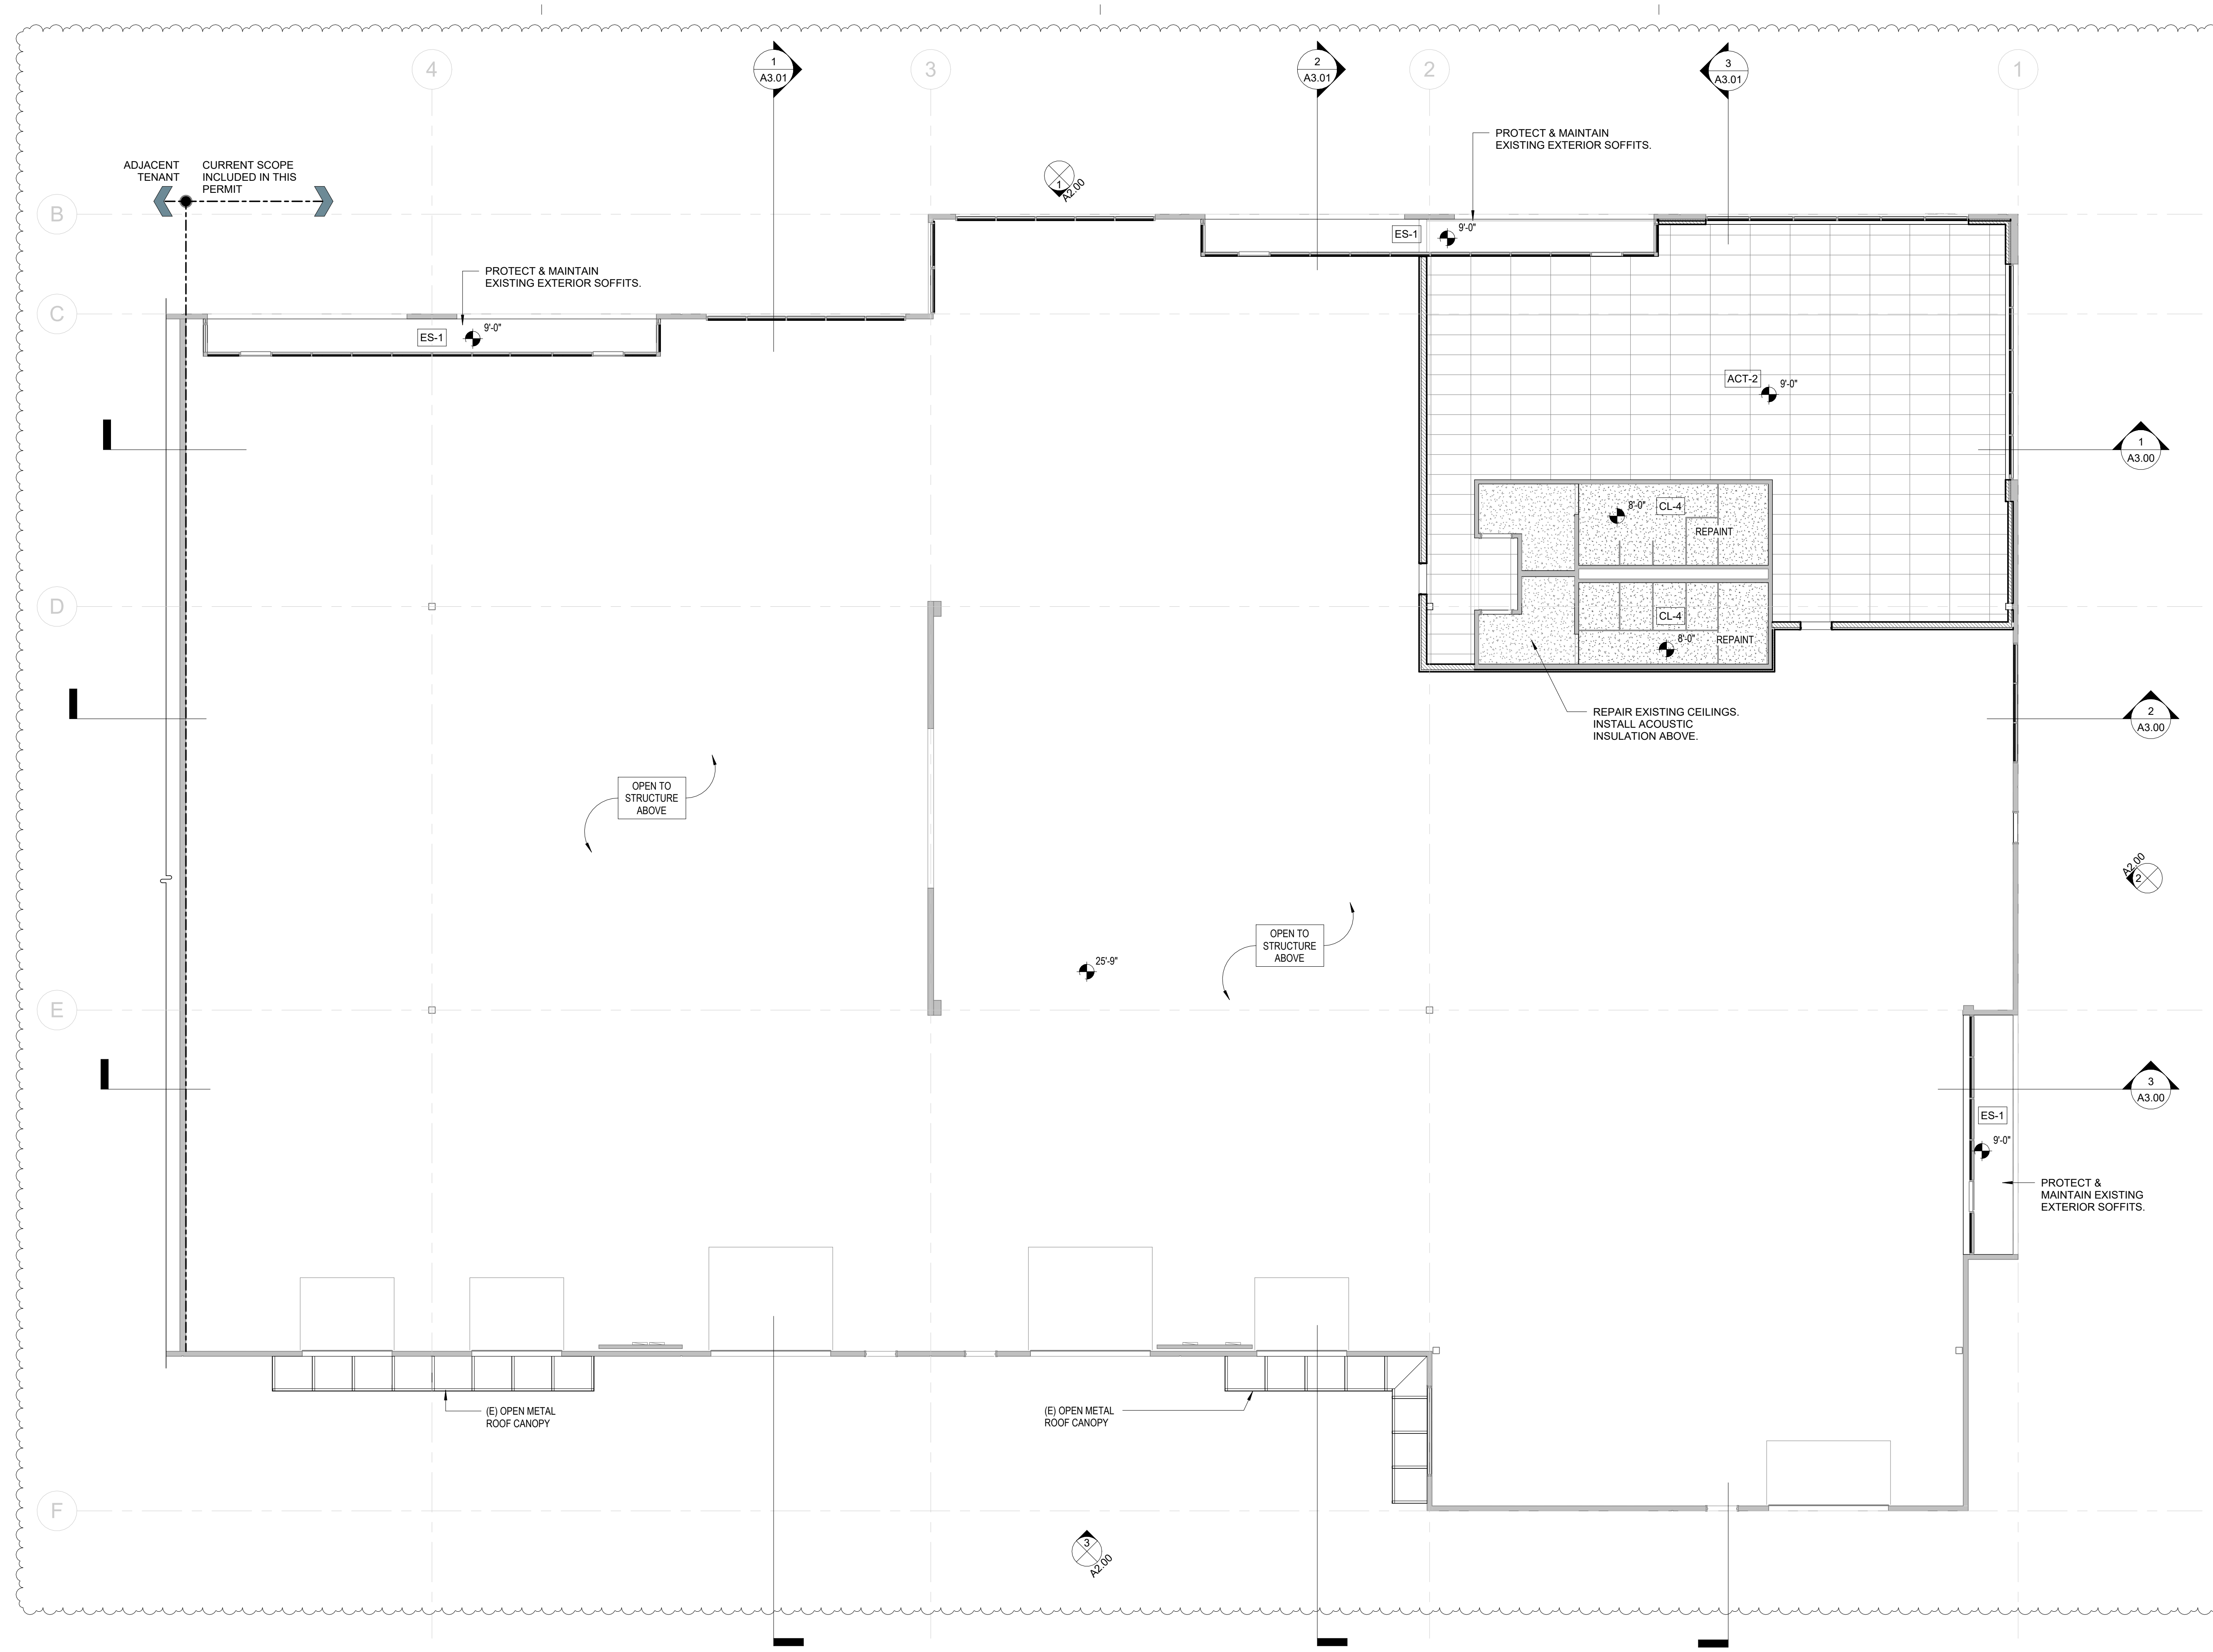 4
1
A3.01
3
2
A3.01
2
3
A3.01
1
PROTECT & MAINTAIN
EXISTING EXTERIOR SOFFITS.
ADJACENT
TENANT
CURRENT SCOPE
INCLUDED IN THIS
PERMIT
1
A2.00
B
ES-1
9'-0"
PROTECT & MAINTAIN
EXISTING EXTERIOR SOFFITS.
C
ES-1
9'-0"
ACT-2
9'-0"
1
A3.00
8'-0"
CL-4
REPAINT
D
CL-4
8'-0"
REPAINT
REPAIR EXISTING CEILINGS.
INSTALL ACOUSTIC
INSULATION ABOVE.
2
A3.00
OPEN TO
STRUCTURE
ABOVE
A2.00
2
OPEN TO
STRUCTURE
ABOVE
25'-9"
E
3
A3.00
ES-1
9'-0"
PROTECT &
MAINTAIN EXISTING
EXTERIOR SOFFITS.
(E) OPEN METAL
ROOF CANOPY
(E) OPEN METAL
ROOF CANOPY
F
3
A2.00